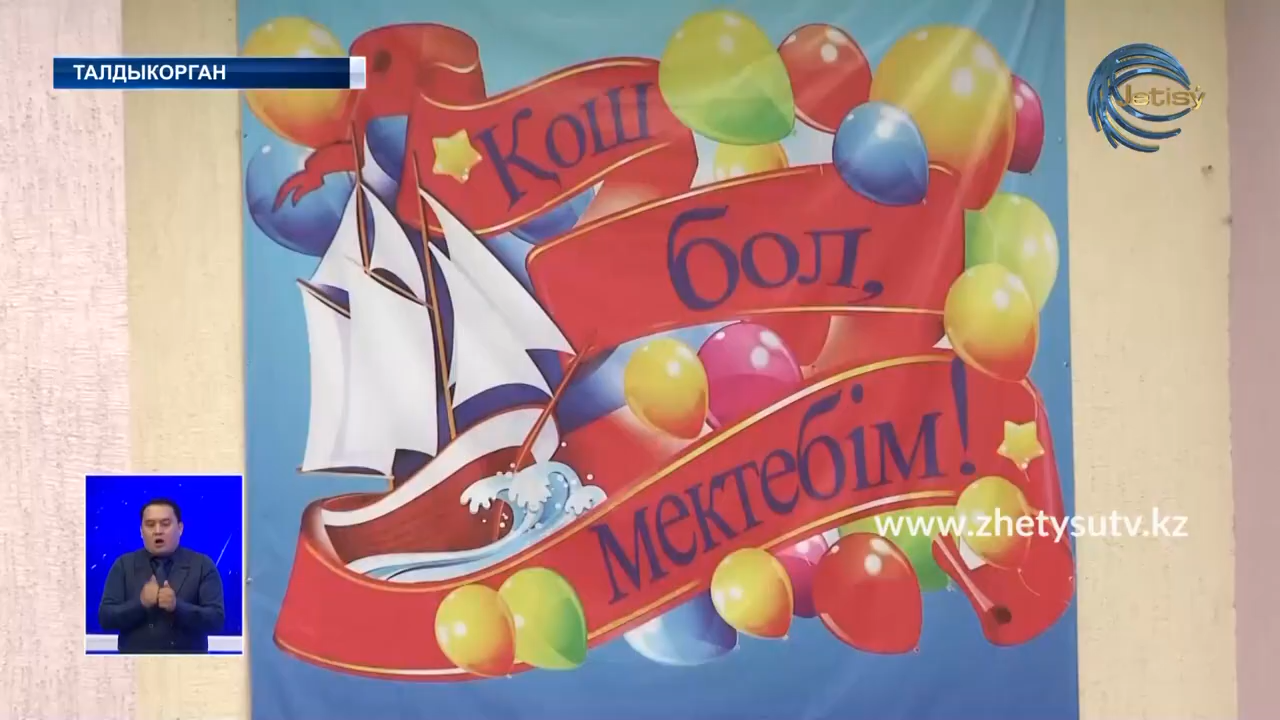 ТАЛДЫКОРГАН
Jetisý
Қош
бол,
мектебім!
www.zhetysutv.kz